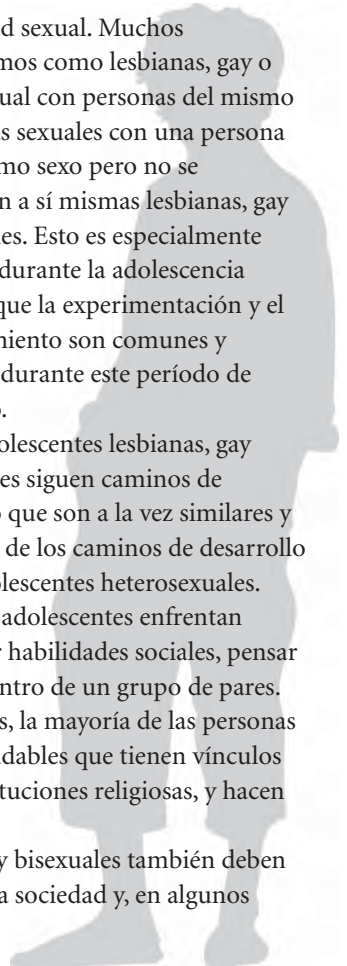 d sexual. Muchos
mos como lesbianas, gay o
ual con personas del mismo
s sexuales con una persona
mo sexo pero no se
n a sí mismas lesbianas, gay
es. Esto es especialmente
durante la adolescencia
que la experimentación y el
miento son comunes y
durante este período de
.
olescentes lesbianas, gay
es siguen caminos de
o que son a la vez similares y
de los caminos de desarrollo
olescentes heterosexuales.
adolescentes enfrentan
r habilidades sociales, pensar
ntro de un grupo de pares.
s, la mayoría de las personas
udables que tienen vínculos
tuciones religiosas, y hacen
y bisexuales también deben
a sociedad y, en algunos